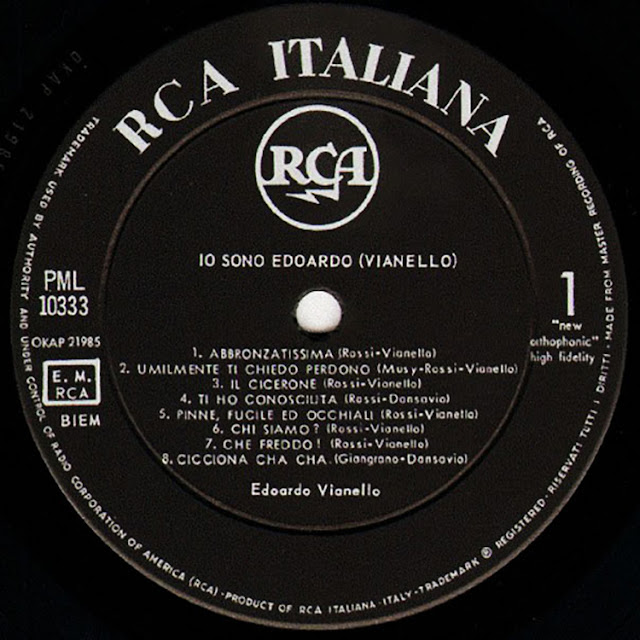 RCA ITALIANA
RCA
IO SONO EDOARDO (VIANELLO)
PML
10333
OKAP 21985
E. M.
RCA
BIEM
1
"new
orthophonic"
high fidelity
1. ABBRONZATISSIMA (Rossi-Vianello)
2. UMILMENTE TI CHIEDO PERDONO (Musy-Rossi-Vianello)
3. IL CICERONE (Rossi-Vianello)
4. TI HO CONOSCIUTA (Rossi-Dansavio)
5. PINNE, FUCILE ED OCCHIALI (Rossi-Vianello)
6. CHI SIAMO? (Rossi-Vianello)
7. CHE FREDDO! (Rossi-Vianello)
8. CICCIONA CHA CHA. (Giangrano-Dansavio)
Edoardo Vianello
TRADEMARK USED BY AUTHORITY AND UNDER CONTROL OF RADIO CORPORATION OF AMERICA (RCA) · PRODUCT OF RCA ITALIANA · ITALY · TRADEMARK ® REGISTERED · RISERVATI TUTTI I DIRITTI · MADE FROM MASTER RECORDING OF RCA